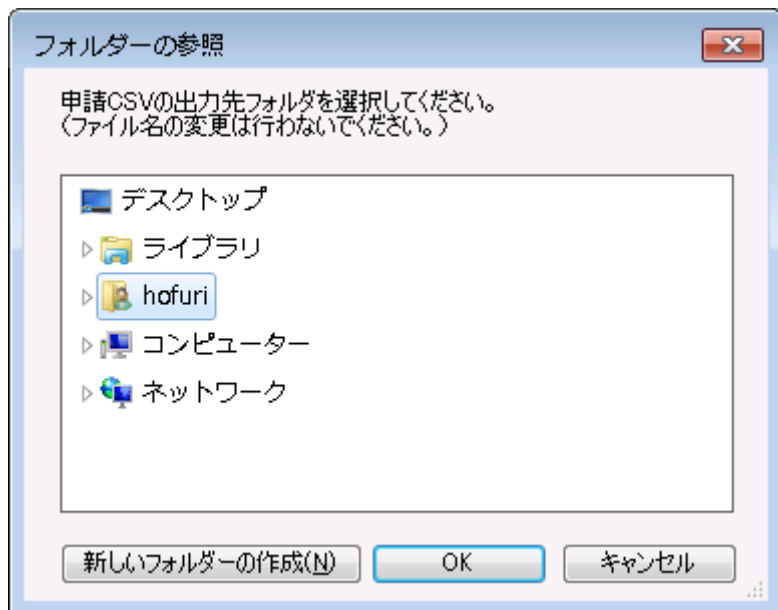 フォルダーの参照
申請CSVの出力先フォルダを選択してください。
（ファイル名の変更は行わないでください。）
デスクトップ
ライブラリ
hofuri
コンピューター
ネットワーク
新しいフォルダーの作成(N) OK キャンセル